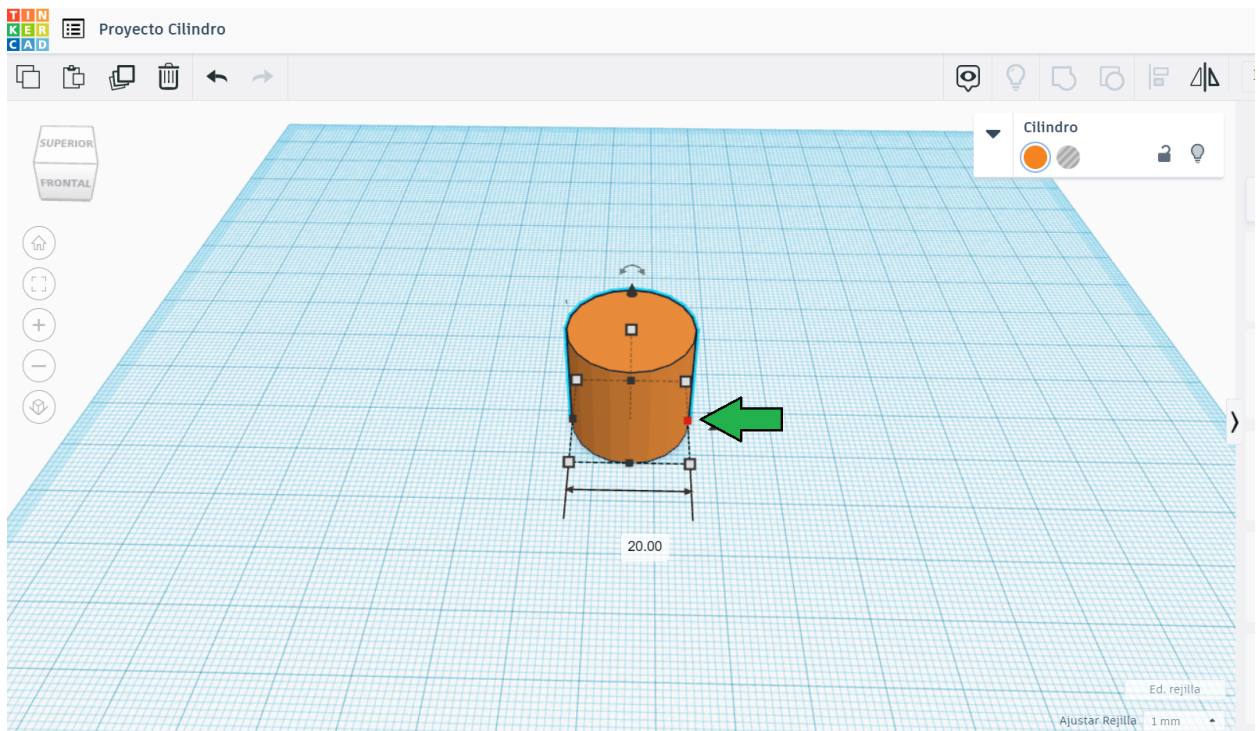 TIN
KER
CAD
Proyecto Cilindro
SUPERIOR
FRONTAL
Cilindro
20.00
Ed. rejilla
Ajustar Rejilla 1 mm